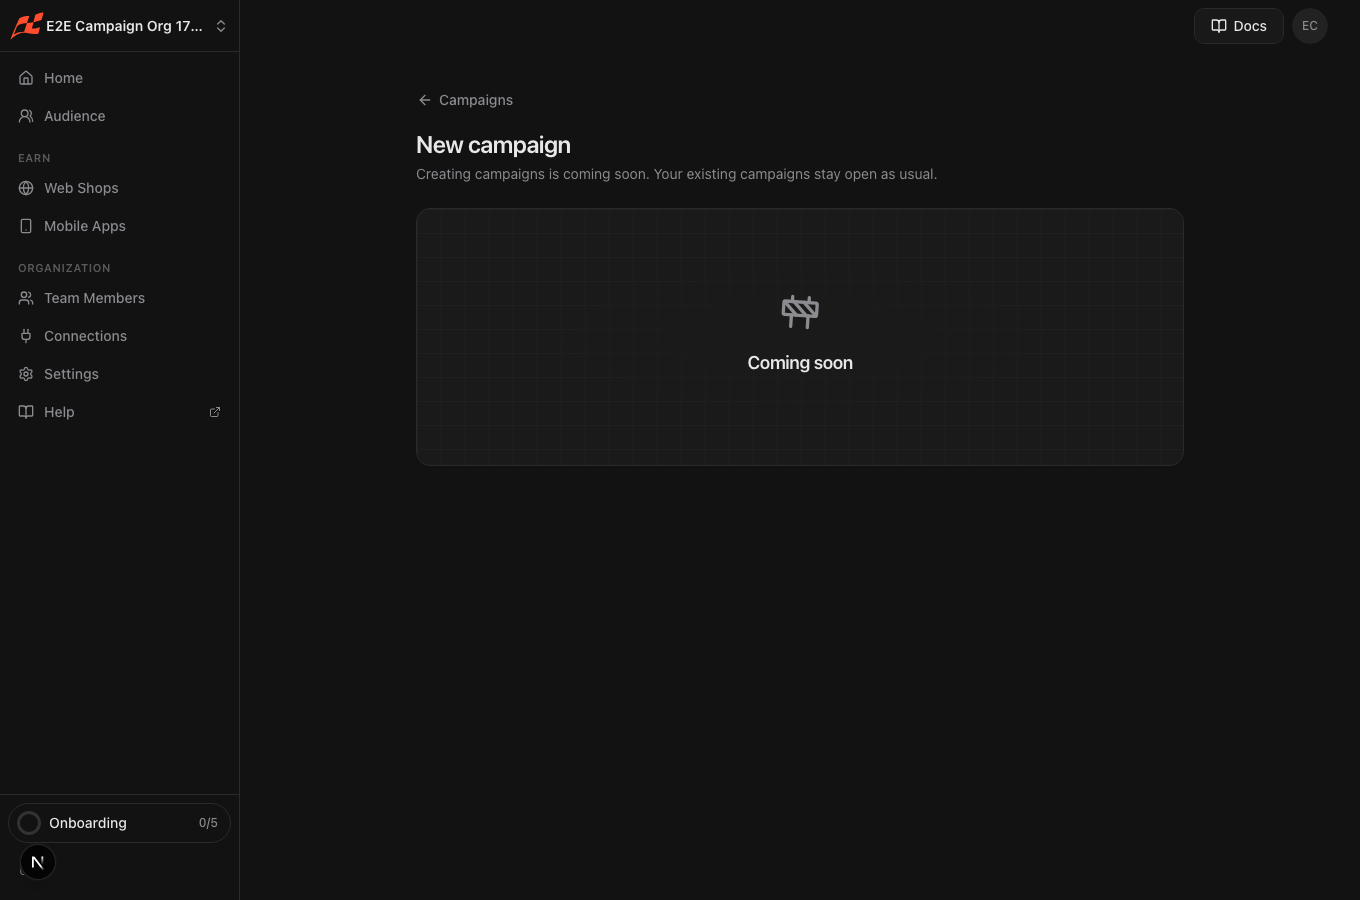 E2E Campaign Org 17...
Docs
EC
Home
Audience
EARN
Web Shops
Mobile Apps
ORGANIZATION
Team Members
Connections
Settings
Help
Campaigns
New campaign
Creating campaigns is coming soon. Your existing campaigns stay open as usual.
Coming soon
Onboarding 0/5
N